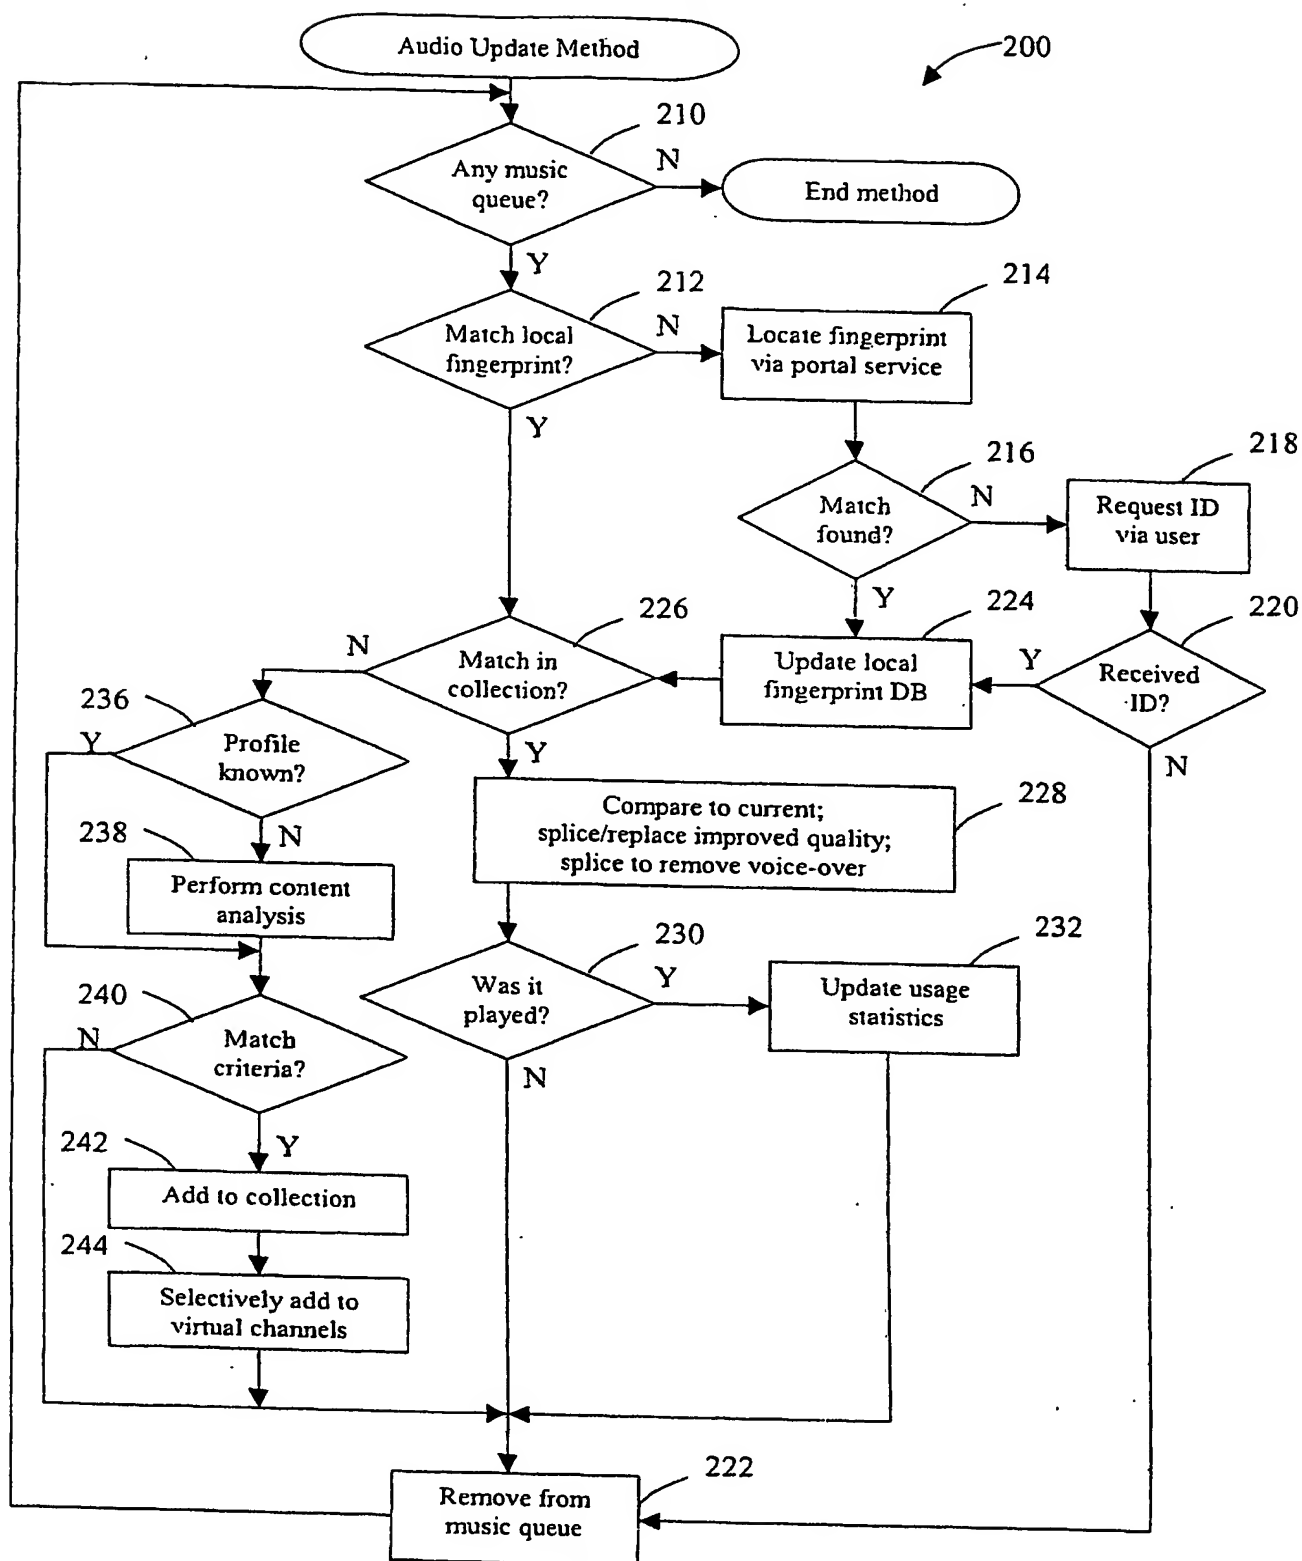 Audio Update Method
200
210
Any music
queue?
N
End method
Y
212
214
Match local
fingerprint?
N
Locate fingerprint
via portal service
Y
216
218
Match
found?
N
Request ID
via user
Y
224
220
226
N
Match in
collection?
Update local
fingerprint DB
Y
Received
ID?
236
Y
Profile
known?
Y
N
228
Compare to current;
splice/replace improved quality;
splice to remove voice-over
N
238
Perform content
analysis
230
232
Was it
played?
Y
Update usage
statistics
240
N
Match
criteria?
N
Y
242
Add to collection
244
Selectively add to
virtual channels
222
Remove from
music queue